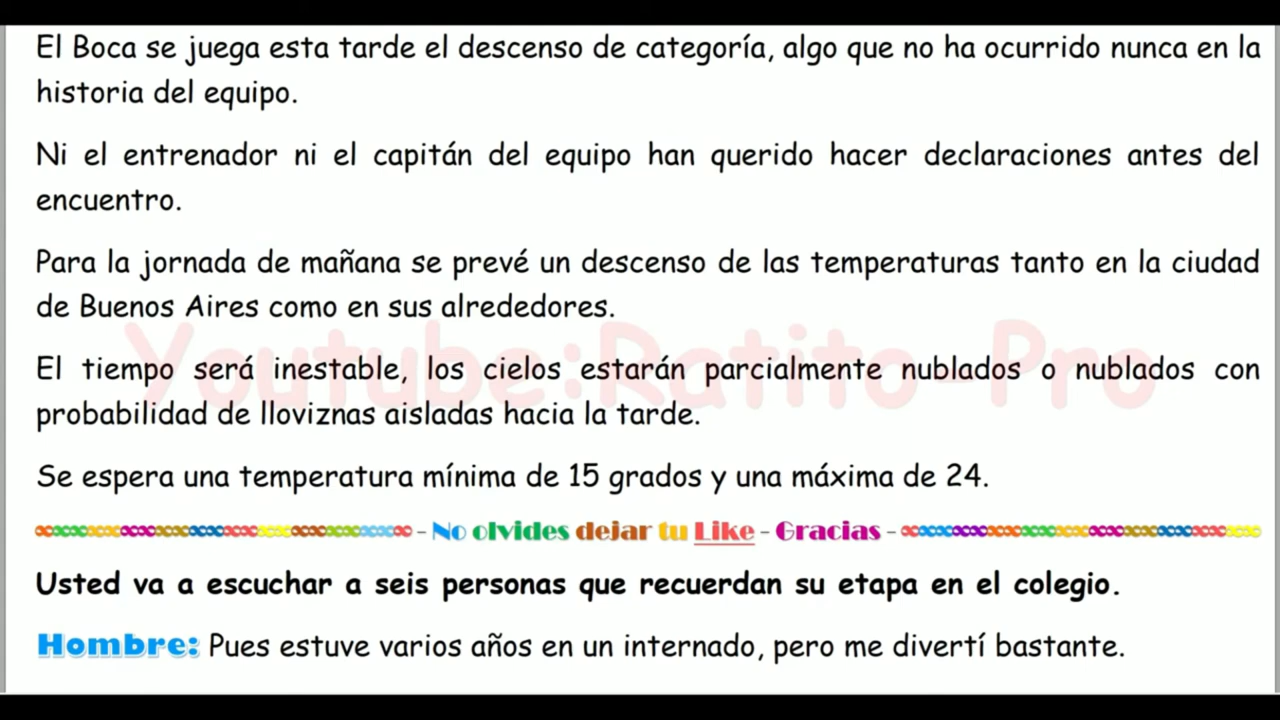 El Boca se juega esta tarde el descenso de categoría, algo que no ha ocurrido nunca en la
historia del equipo.
Ni el entrenador ni el capitán del equipo han querido hacer declaraciones antes del
encuentro.
Para la jornada de mañana se prevé un descenso de las temperaturas tanto en la ciudad
de Buenos Aires como en sus alrededores.
Youtube:Ratito-Pro
El tiempo será inestable, los cielos estarán parcialmente nublados o nublados con
probabilidad de lloviznas aisladas hacia la tarde.
Se espera una temperatura mínima de 15 grados y una máxima de 24.
- No olvides dejar tu Like - Gracias -
Usted va a escuchar a seis personas que recuerdan su etapa en el colegio.
Hombre: Pues estuve varios años en un internado, pero me divertí bastante.